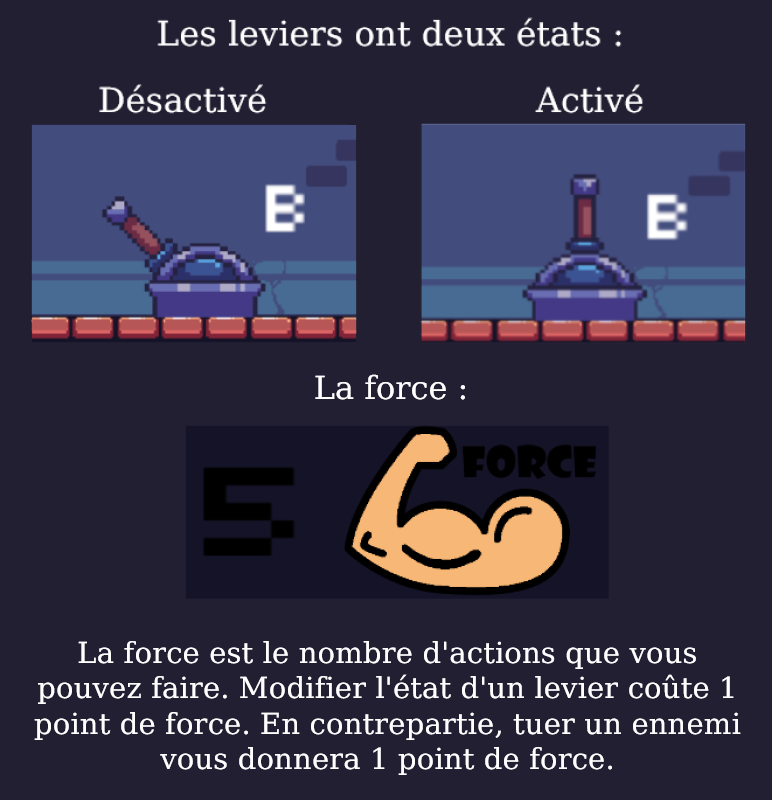 Les leviers ont deux états :
Désactivé
Activé
B
B
La force :
5
FORCE
La force est le nombre d'actions que vous
pouvez faire. Modifier l'état d'un levier coûte 1
point de force. En contrepartie, tuer un ennemi
vous donnera 1 point de force.